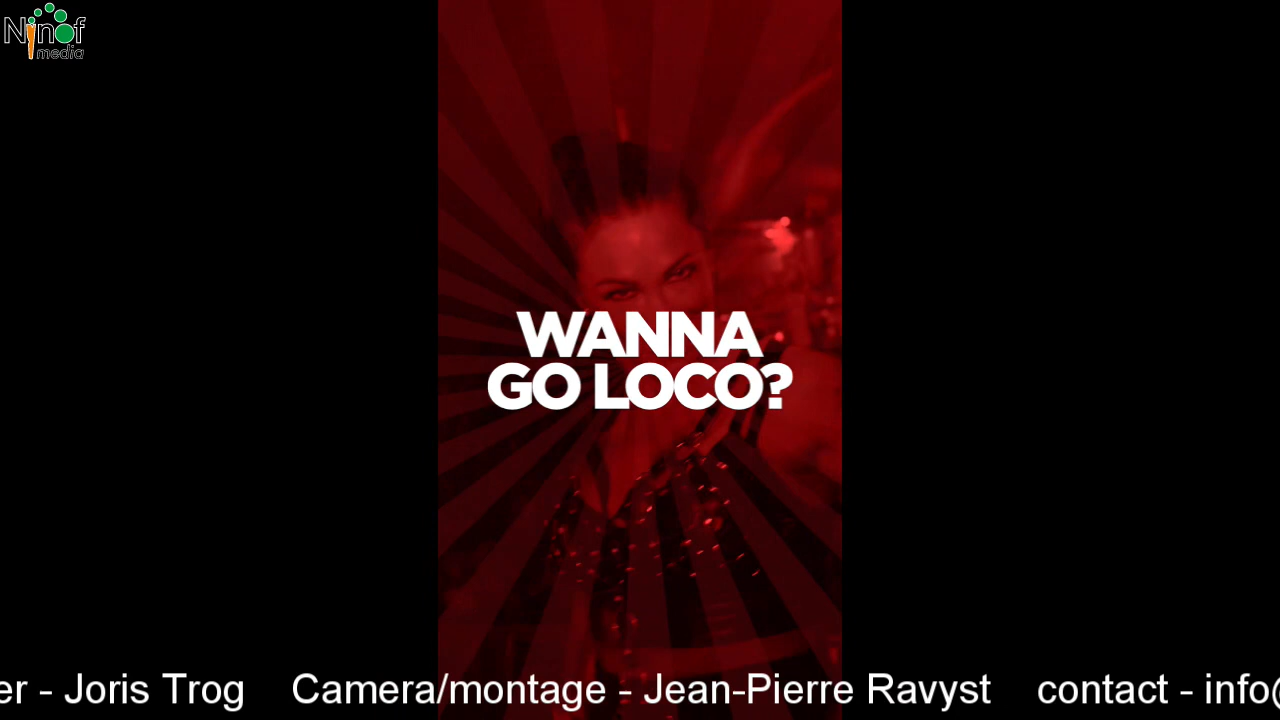 Ninof
media
WANNA
GO LOCO?
er - Joris Trog Camera/montage - Jean-Pierre Ravyst contact - info@